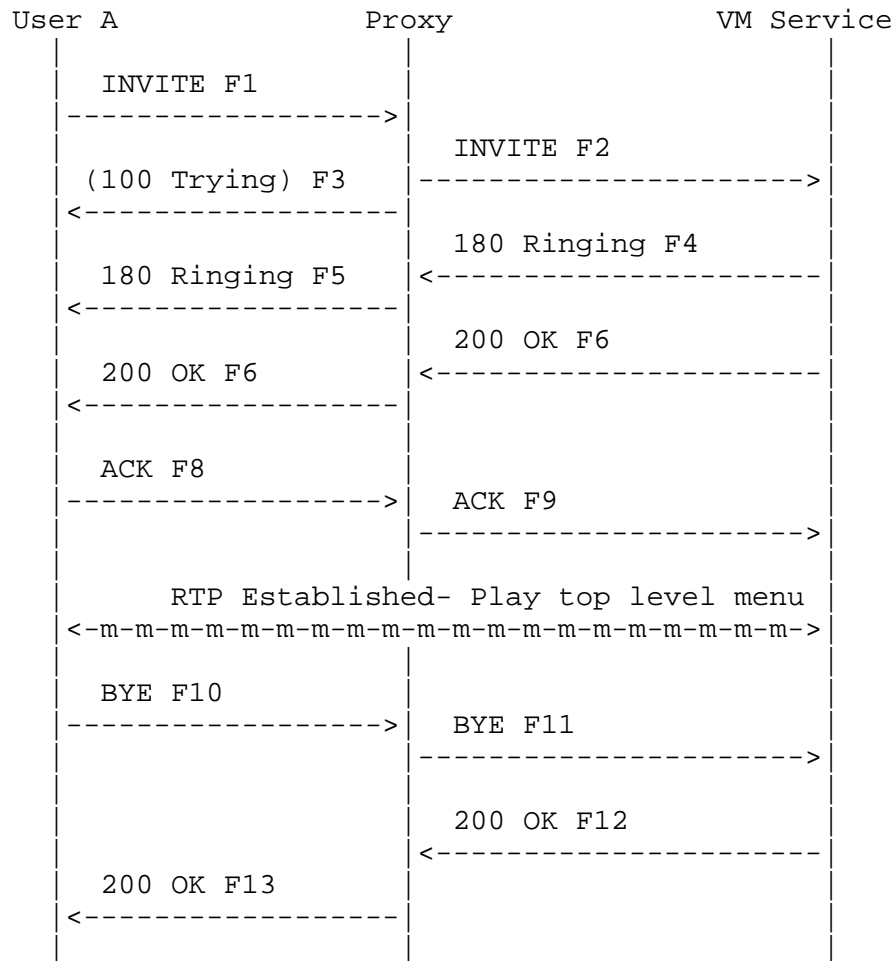 User A                 Proxy                  VM Service
INVITE F1
INVITE F2
(100 Trying) F3
180 Ringing F4
180 Ringing F5
200 OK F6
200 OK F6
ACK F8
ACK F9
RTP Established- Play top level menu
<-m-m-m-m-m-m-m-m-m-m-m-m-m-m-m-m-m-m-m-m->
BYE F10
BYE F11
200 OK F12
200 OK F13